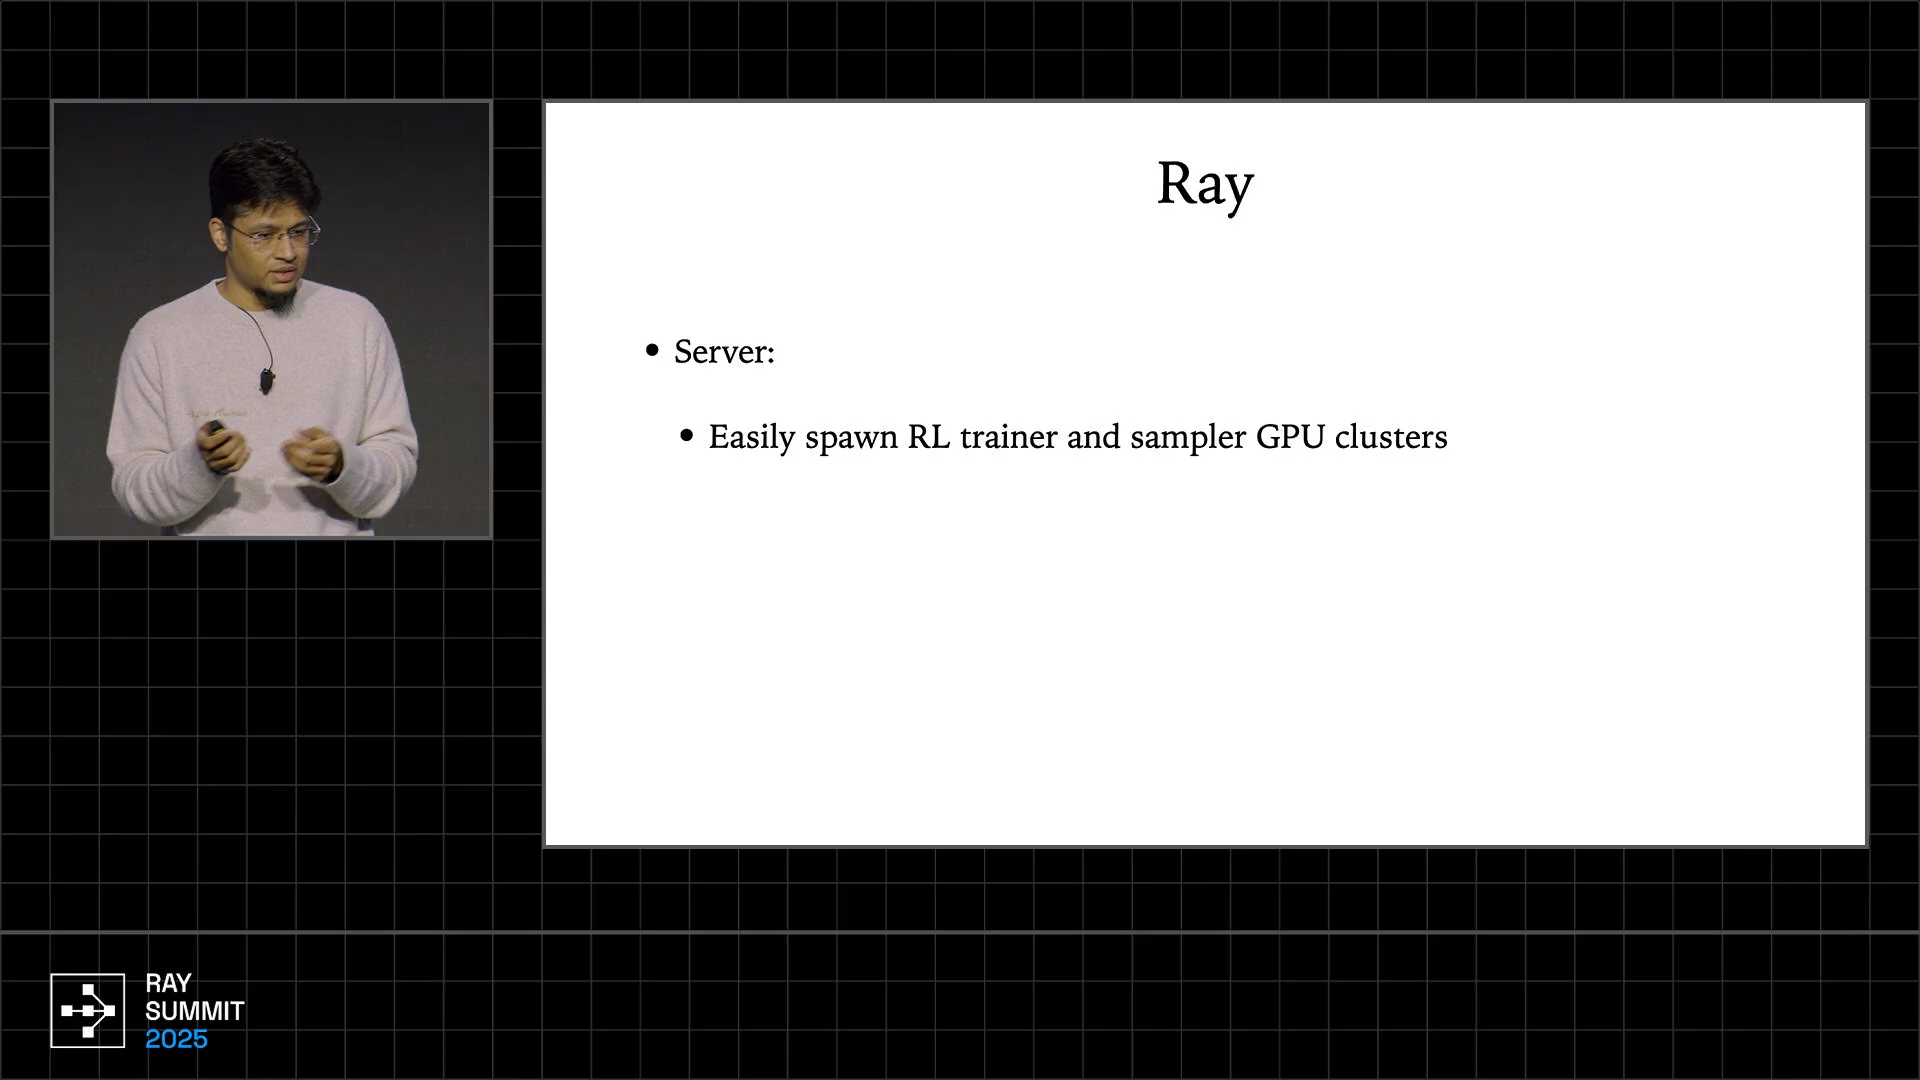 Ray
• Server:
• Easily spawn RL trainer and sampler GPU clusters
RAY
SUMMIT
2025